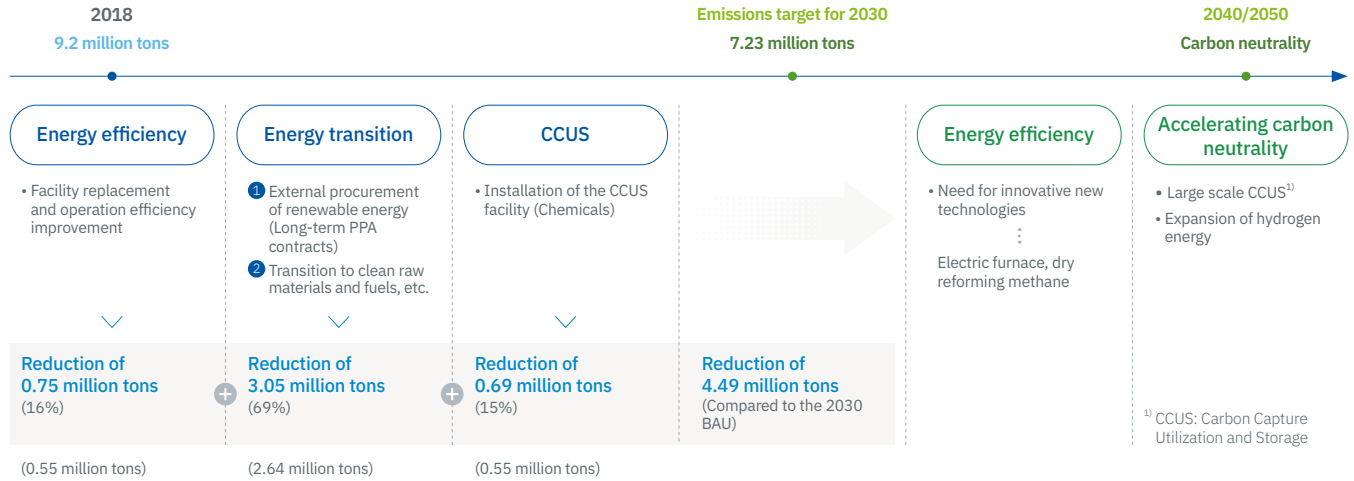 2018
9.2 million tons
Emissions target for 2030
7.23 million tons
2040/2050
Carbon neutrality
Energy efficiency
• Facility replacement
and operation efficiency
improvement
Reduction of
0.75 million tons
(16%)
(0.55 million tons)
Energy transition
1 External procurement
of renewable energy
(Long-term PPA
contracts)
2 Transition to clean raw
materials and fuels, etc.
+
Reduction of
3.05 million tons
(69%)
(2.64 million tons)
CCUS
• Installation of the CCUS
facility (Chemicals)
+
Reduction of
0.69 million tons
(15%)
(0.55 million tons)
Reduction of
4.49 million tons
(Compared to the 2030
BAU)
Energy efficiency
• Need for innovative new
technologies
Electric furnace, dry
reforming methane
Accelerating carbon
neutrality
• Large scale CCUS1)
• Expansion of hydrogen
energy
1) CCUS: Carbon Capture
Utilization and Storage